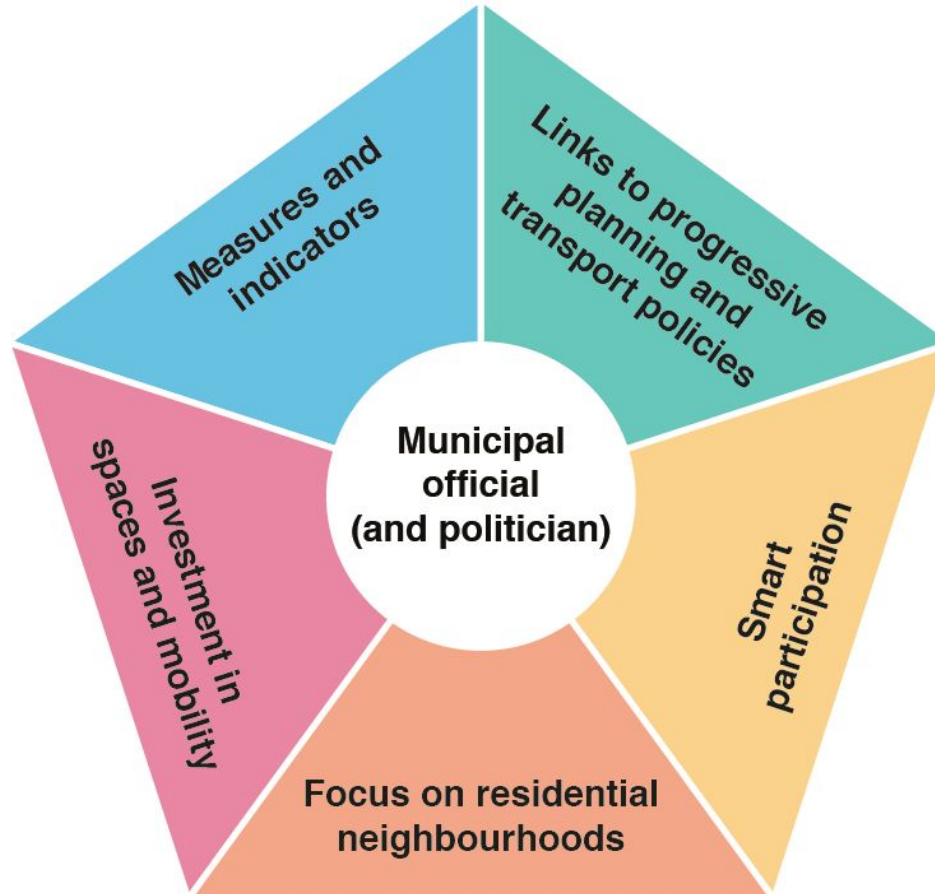 Measures and
indicators
Links to progressive
planning and
transport policies
Municipal
official
(and politician)
Investment in
spaces and mobility
Smart
participation
Focus on residential
neighbourhoods